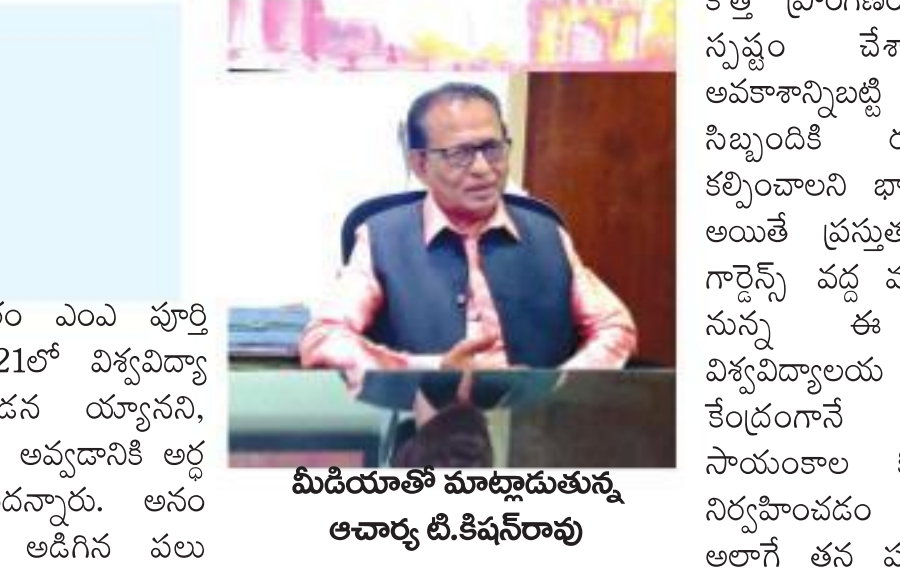 రం ఎంఎ పూర్తి
21లో విశ్వవిద్యా
డన య్యానని,
అవ్వడానికి అర్ధ
దన్నారు. అనం
అడిగిన పలు
మీడియాతో మాట్లాడుతున్న
ఆచార్య టి.కిషన్‌రావు
స్పష్టం చేశా
అవకాశాన్నిబట్టి
సిబ్బందికి
కల్పించాలని భా
అయితే ప్రస్తుత
గార్డెన్స్ వద్ద
నున్న ఈ
విశ్వవిద్యాలయ
కేంద్రంగానే
సాయంకాల
నిర్వహించడం
అలాగే తన